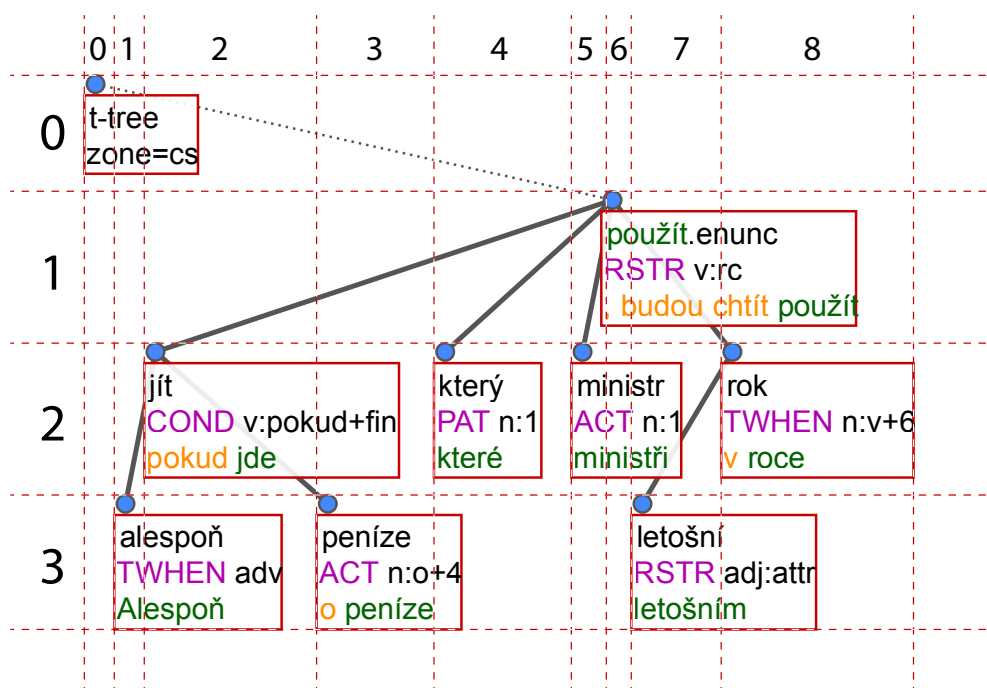 0 1 2 3 4 5 6 7 8
0
t-tree
zone=cs
1
použít.enunc
RSTR v:rc
, budou chtít použít
2
jít
COND v:pokud+fin
pokud jde
který
PAT n:1
které
ministr
ACT n:1
ministři
rok
TWHEN n:v+6
v roce
3
alespoň
TWHEN adv
Alespoň
peníze
ACT n:o+4
o peníze
letošní
RSTR adj:attr
letošním